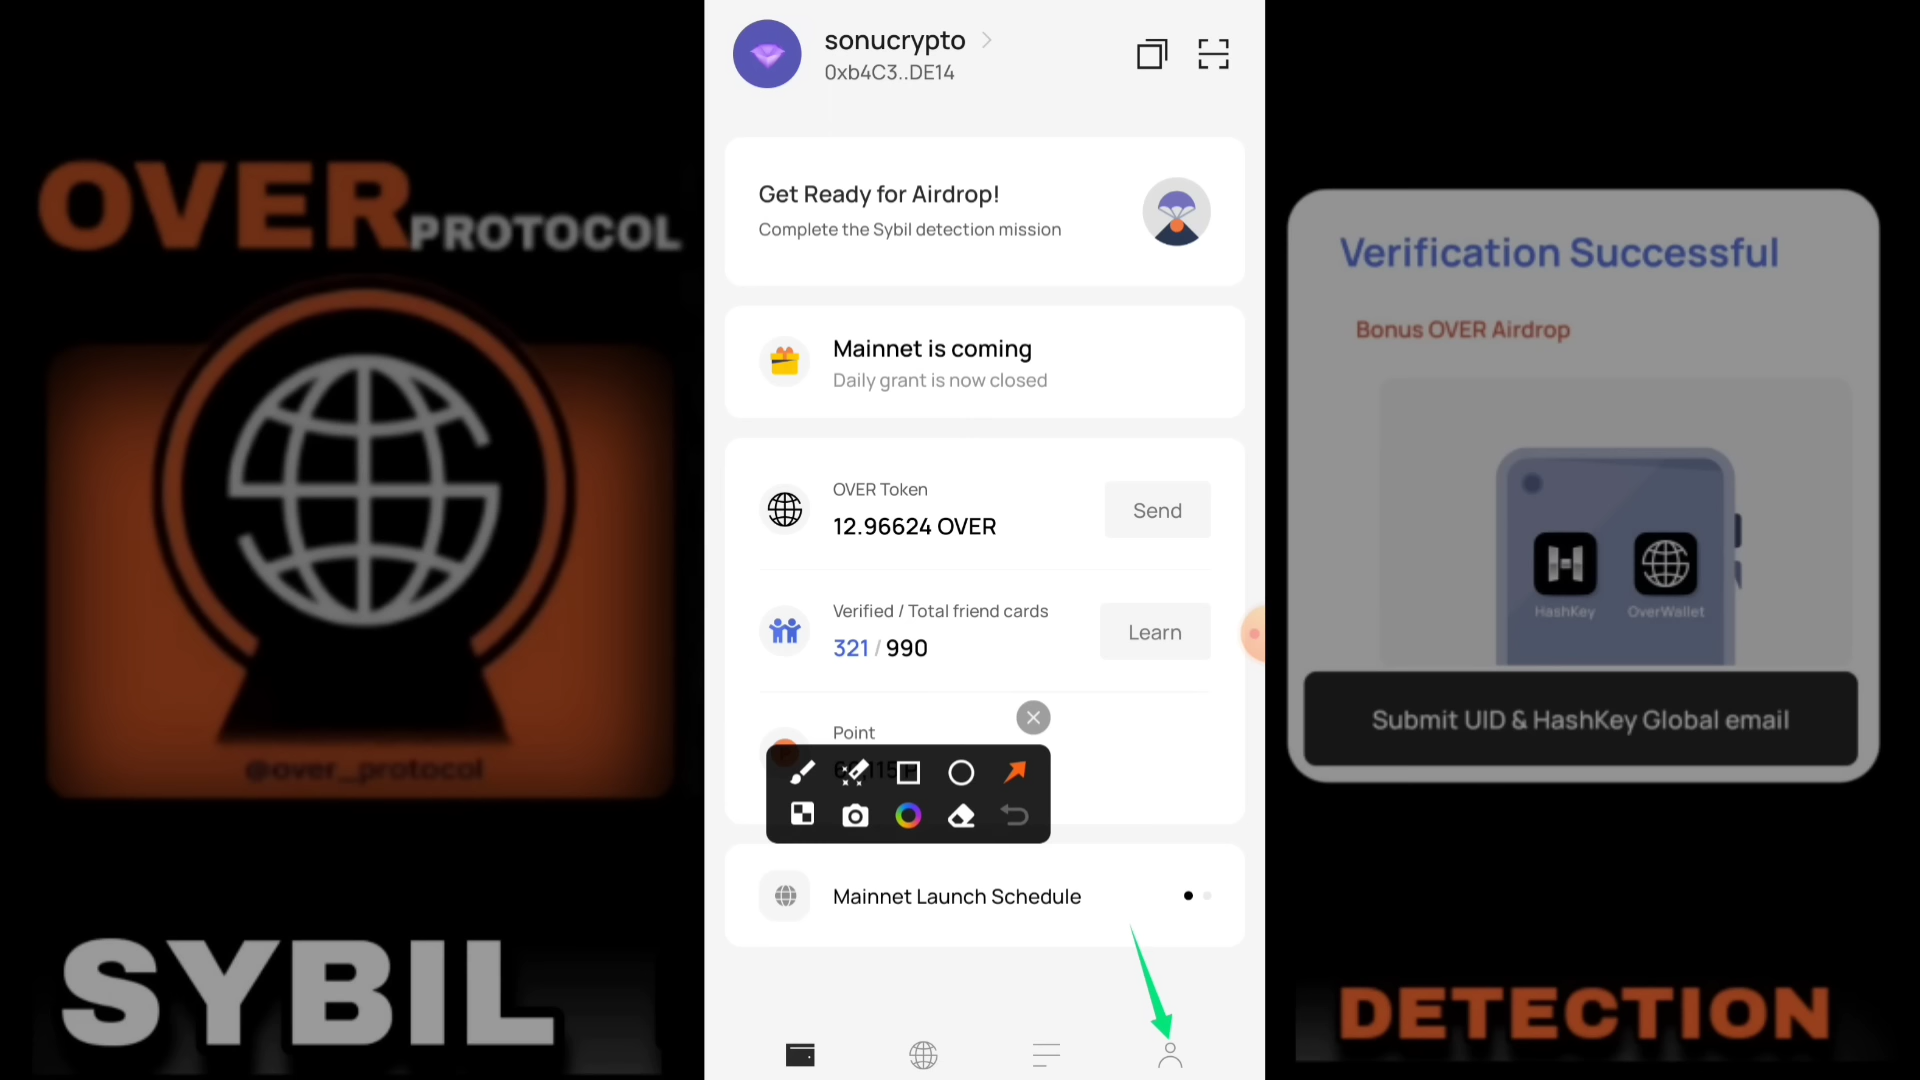 OVER PROTOCOL
@over_protocol
SYBIL
sonucrypto
0xb4C3..DE14
Get Ready for Airdrop!
Complete the Sybil detection mission
Mainnet is coming
Daily grant is now closed
OVER Token
12.96624 OVER
Send
Verified / Total friend cards
321 / 990
Learn
Point
Mainnet Launch Schedule
Verification Successful
Bonus OVER Airdrop
HashKey
OverWallet
Submit UID & HashKey Global email
DETECTION